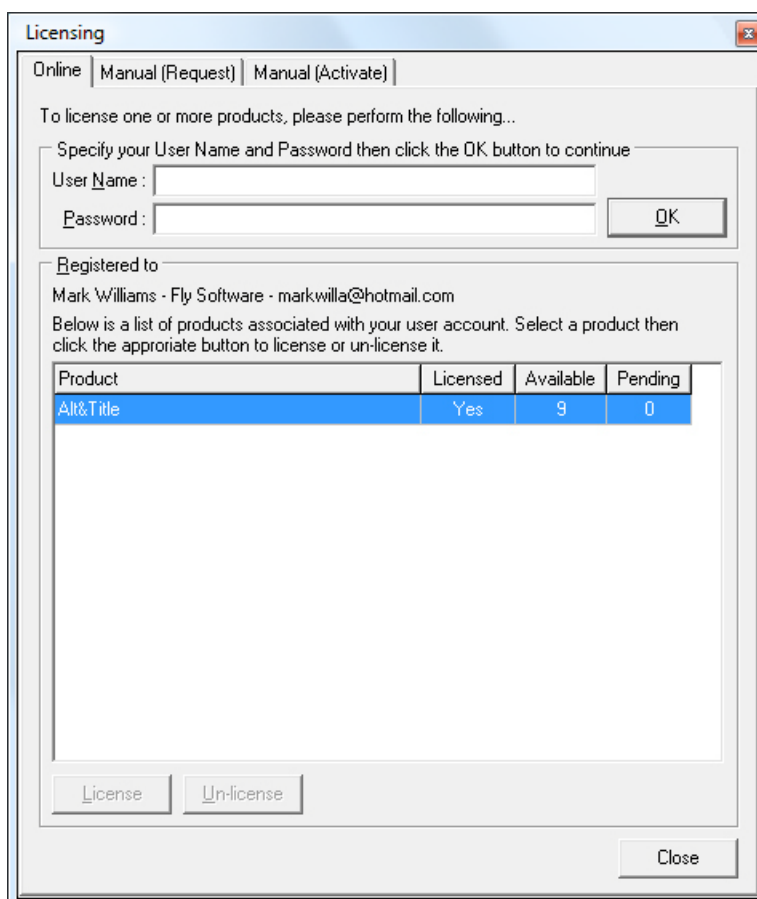 Licensing
Online Manual (Request) Manual (Activate)
To license one or more products, please perform the following...
Specify your User Name and Password then click the OK button to continue
User Name :
Password :
OK
Registered to
Mark Williams - Fly Software - markwilla@hotmail.com
Below is a list of products associated with your user account. Select a product then
click the approriate button to license or un-license it.
Product Licensed Available Pending
Alt&Title Yes 9 0
License Un-license
Close